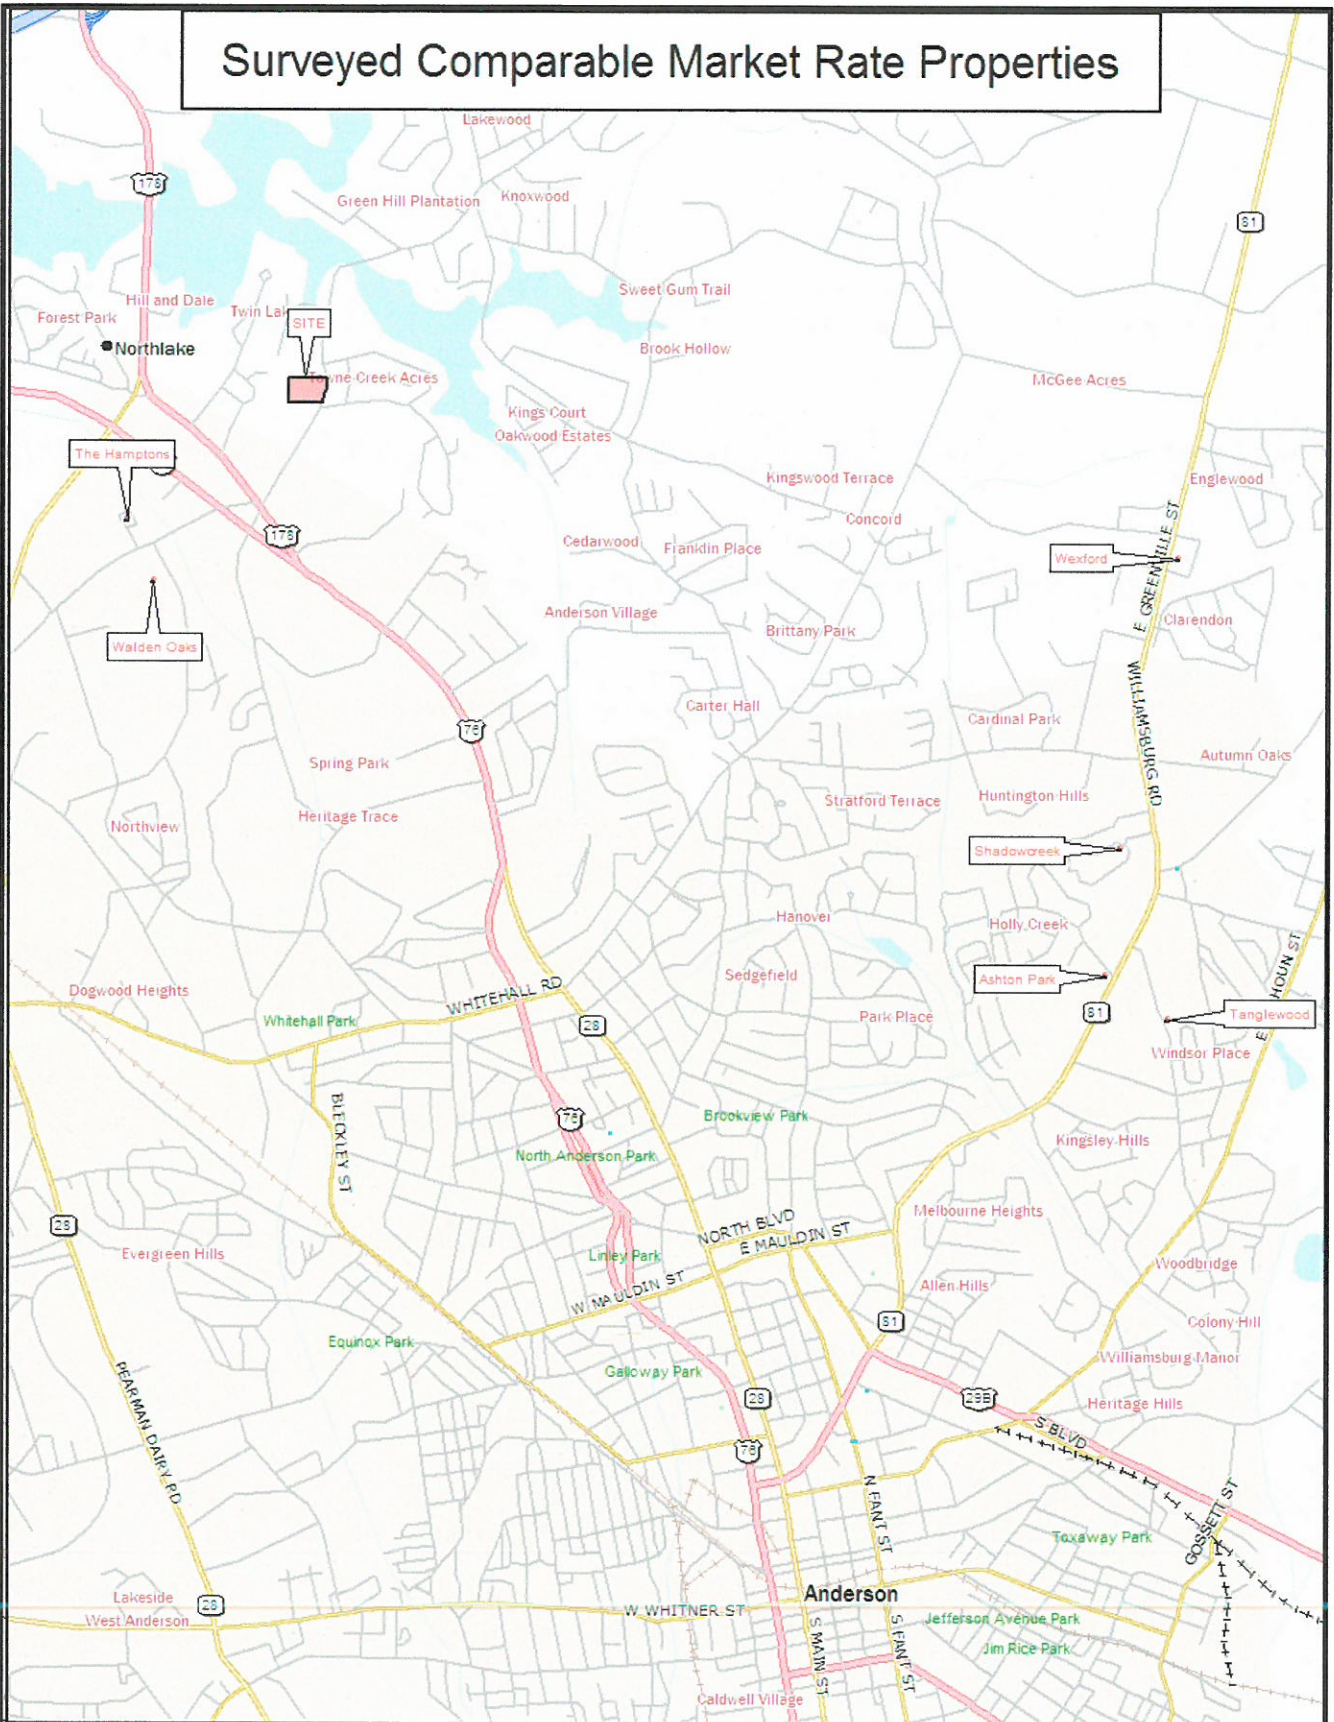 Surveyed Comparable Market Rate Properties
Lakewood
178
Green Hill Plantation
Knoxwood
81
Sweet Gum Trail
Hill and Dale
Twin Lak
Forest Park
SITE
Northlake
Brook Hollow
Towne Creek Acres
McGee Acres
Kings Court
Oakwood Estates
The Hamptons
Kingswood Terrace
Englewood
Concord
178
Cedarwood
Franklin Place
E GREENVILLE ST
Wexford
Anderson Village
Brittany Park
Clarendon
Walden Oaks
WILLIAMSBURG RD
Carter Hall
Cardinal Park
76
Autumn Oaks
Spring Park
Stratford Terrace
Huntington Hills
Heritage Trace
Northview
Shadowcreek
Hanover
Holly Creek
E
HOUN ST
Sedgefield
Ashton Park
Dogwood Heights
WHITEHALL RD
Whitehall Park
28
Park Place
81
Tanglewood
Windsor Place
BLECKLEY ST
76
Brookview Park
Kingsley Hills
North Anderson Park
Melbourne Heights
28
NORTH BLVD
E MAULDIN ST
Evergreen Hills
Linley Park
Woodbridge
W MAULDIN ST
Allen Hills
81
Colony Hill
Equinox Park
Williamsburg Manor
Galloway Park
28
29B
Heritage Hills
PEARMAN DAIRY RD
S BLVD
76
N FANT ST
GOSSETT ST
Toxaway Park
Anderson
Lakeside
28
W WHITNER ST
West Anderson
Jefferson Avenue Park
S MAIN ST
S FANT ST
Jim Rice Park
Caldwell Village